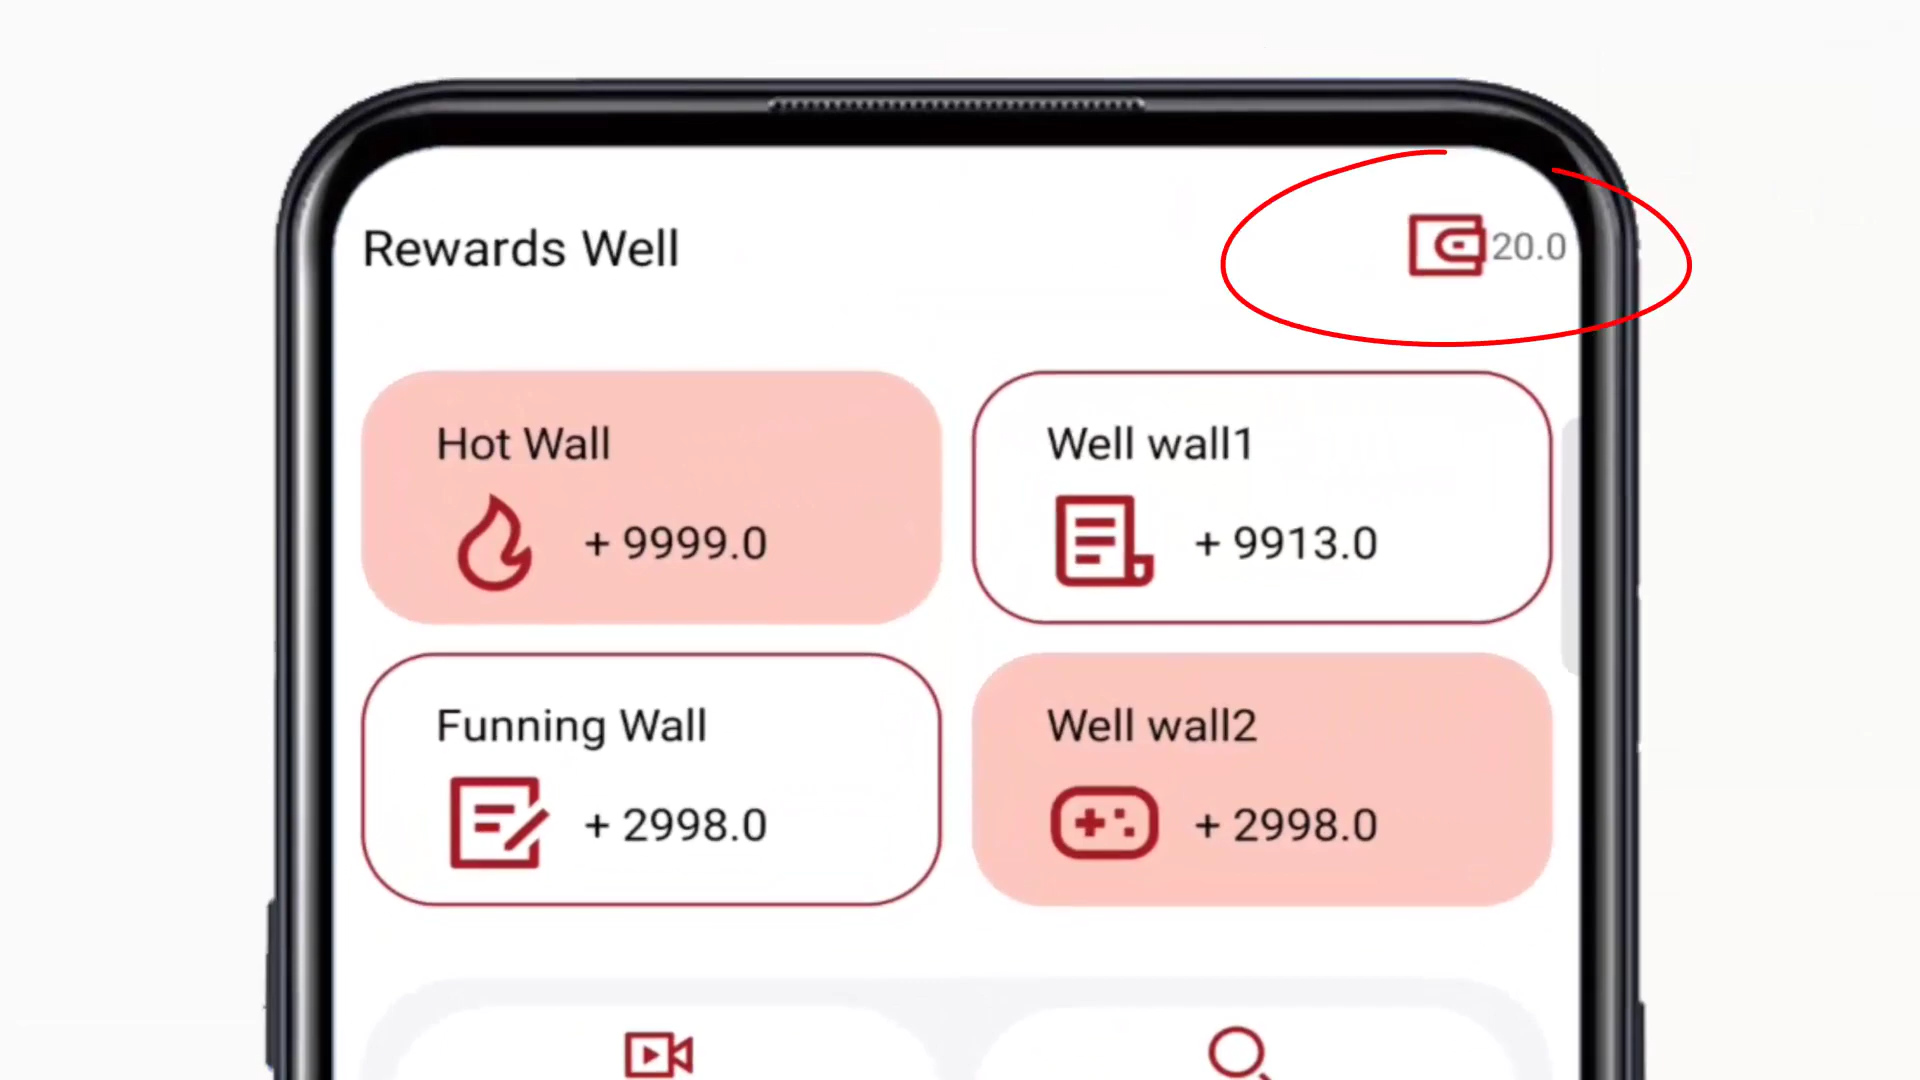 Rewards Well
20.0
Hot Wall
+ 9999.0
Well wall1
+ 9913.0
Funning Wall
+ 2998.0
Well wall2
+ 2998.0